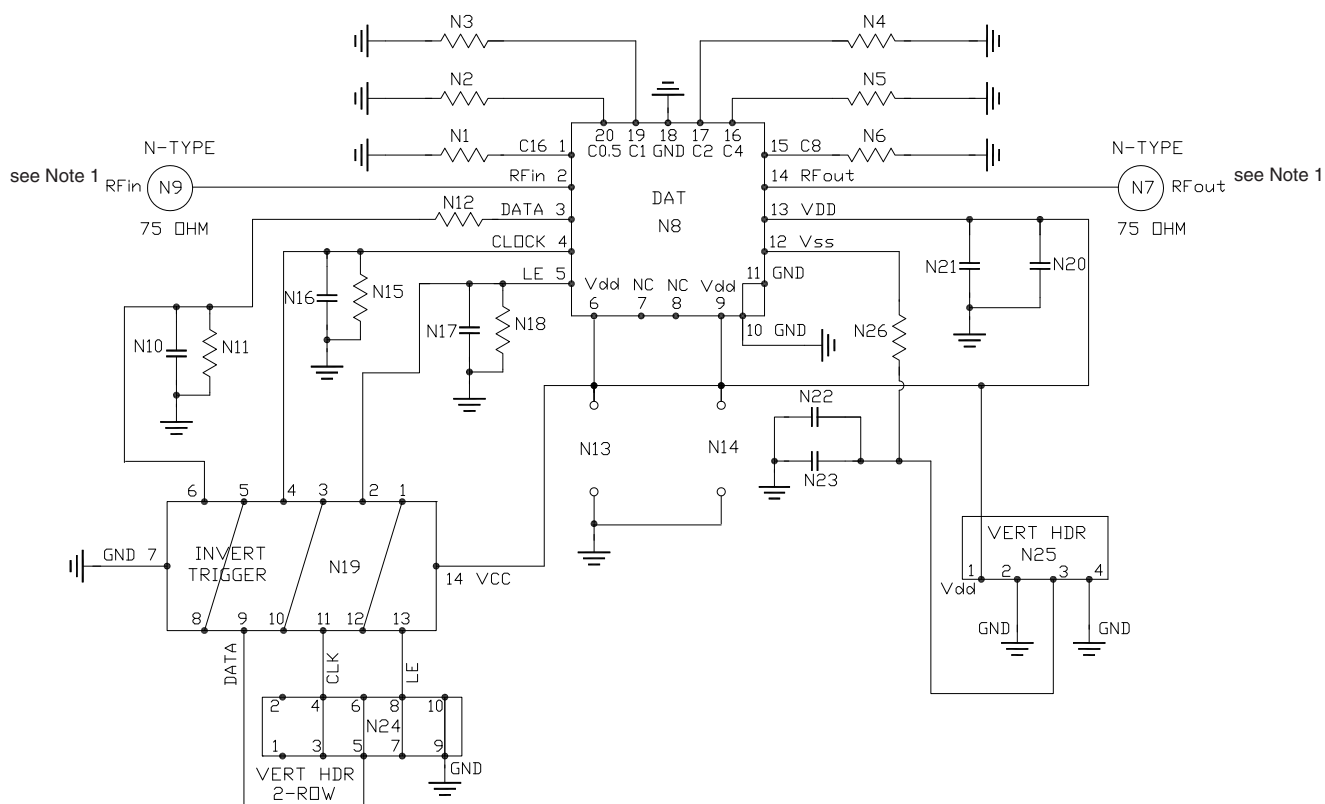 N3
N4
N2
N5
20 19 18 17 16
C0.5 C1 GND C2 C4
N1
C16 1
15 C8
N6
N-TYPE
N-TYPE
see Note 1 RFin N9
RFin 2
14 RFout
N7 RFout see Note 1
75 OHM
75 OHM
DAT
N8
N12
DATA 3
13 VDD
CLOCK 4
12 Vss
LE 5
11 GND
Vdd NC NC Vdd
6 7 8 9
10 GND
N16 N15
N17 N18
N10 N11
N21 N20
N26
N22
N23
N13 N14
6 5 4 3 2 1
GND 7
INVERT
TRIGGER
N19
14 VCC
8 9 10 11 12 13
DATA
CLK
LE
VERT HDR
N25
1 2 3 4
Vdd
GND
GND
2 4 6 8 10
N24
1 3 5 7 9
GND
VERT HDR
2-ROW